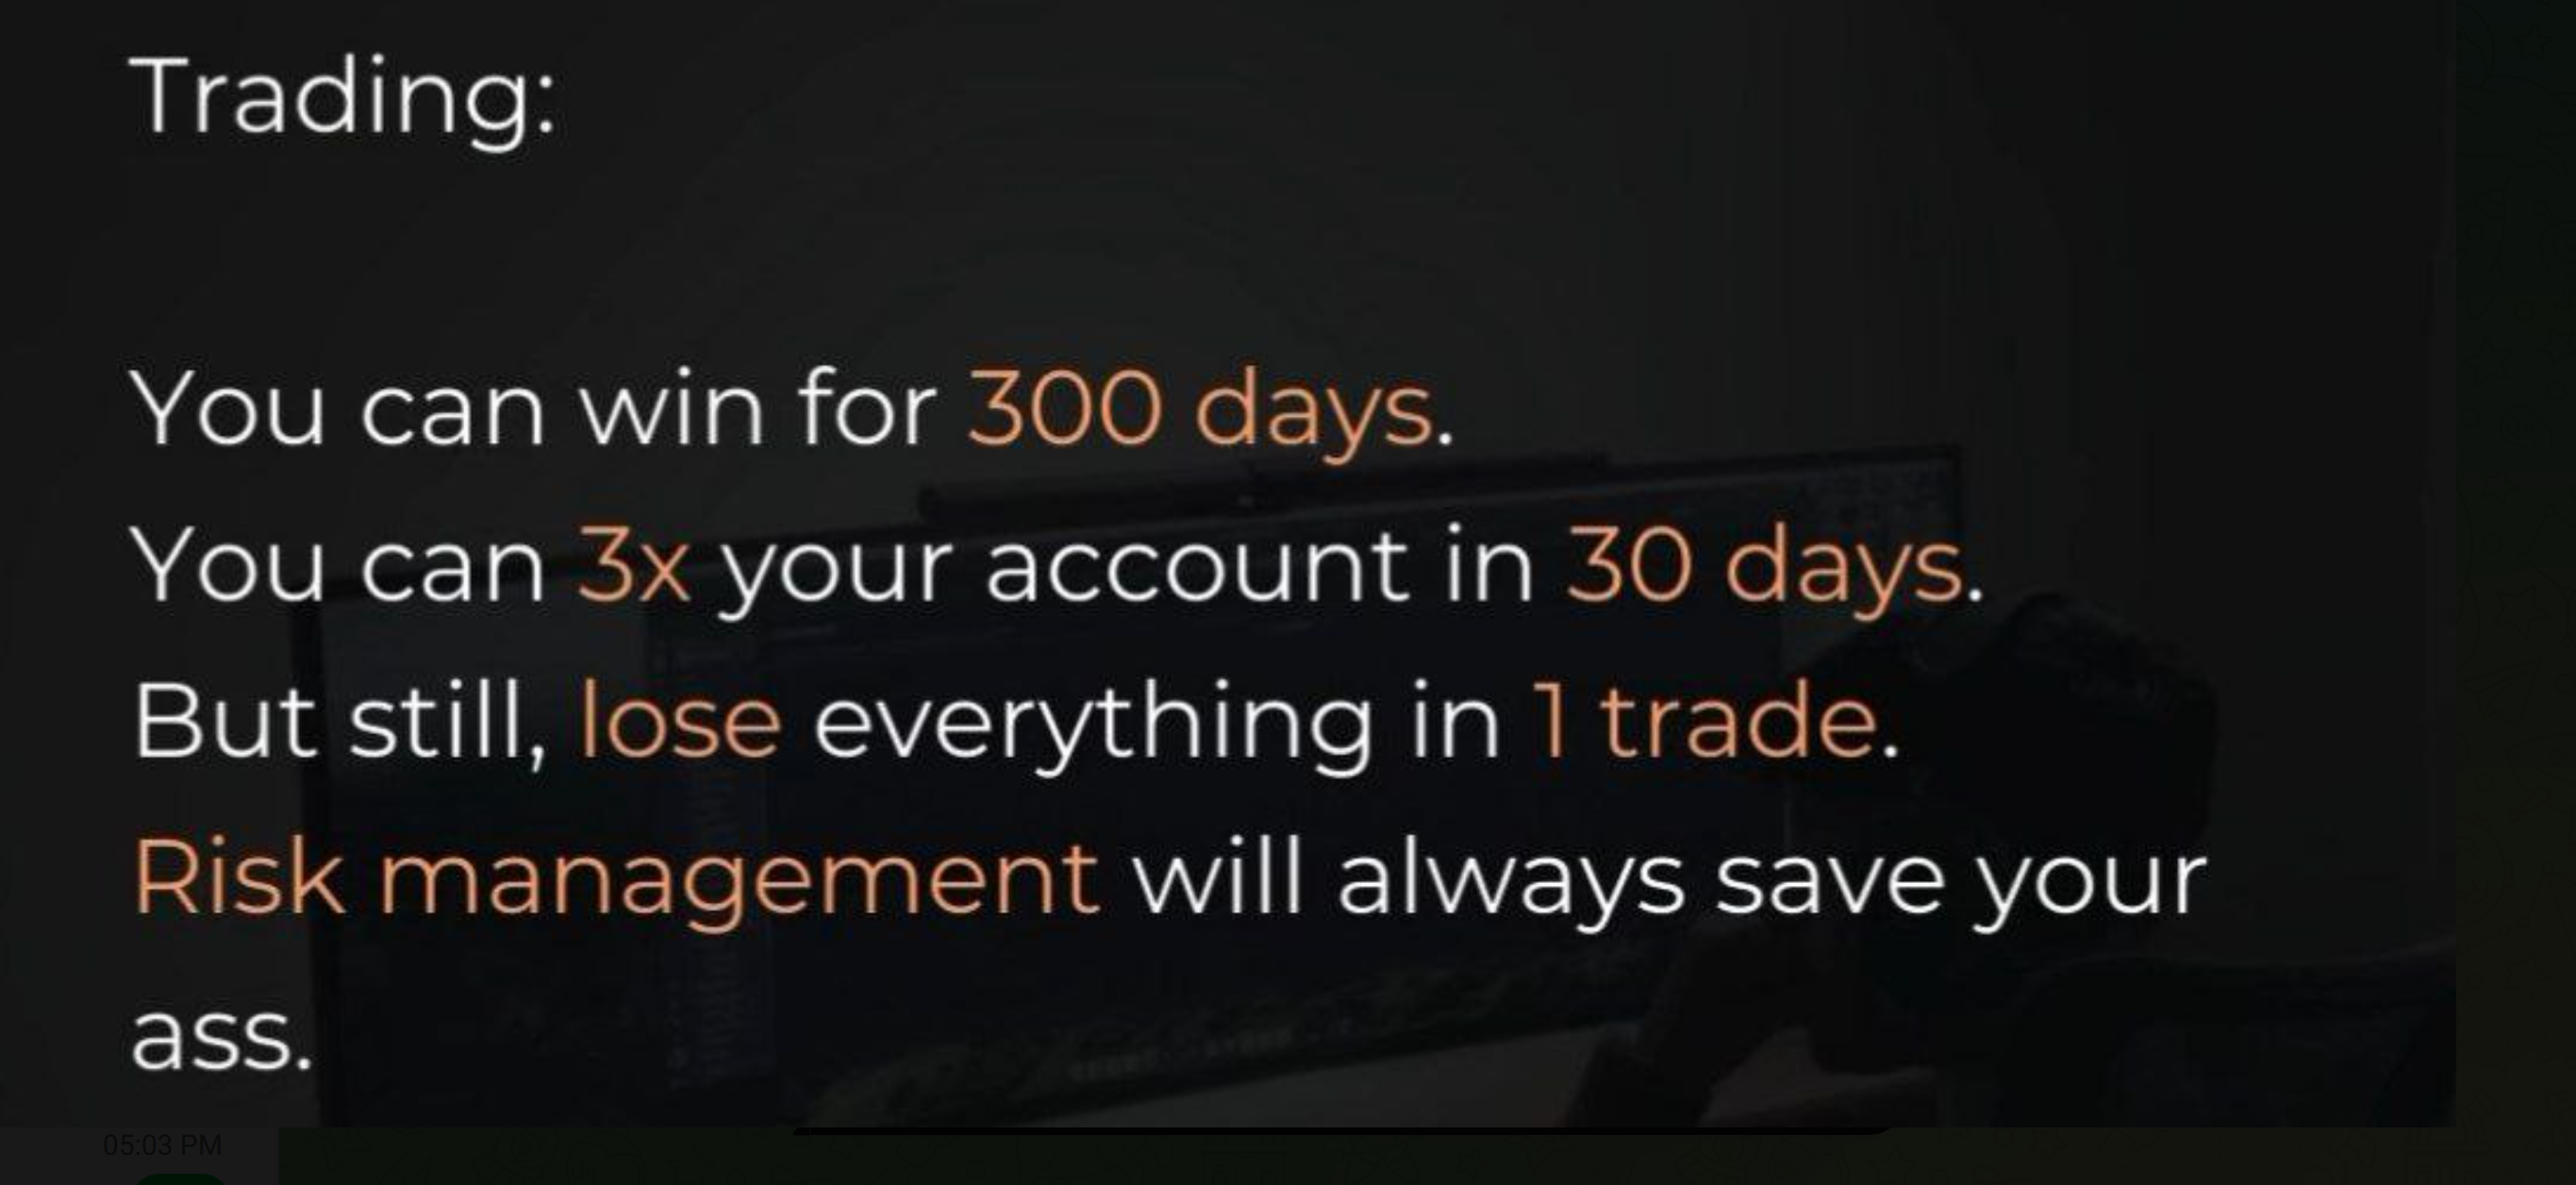 Trading:
You can win for 300 days.
You can 3x your account in 30 days.
But still, lose everything in 1 trade.
Risk management will always save your
ass.
05:03 PM